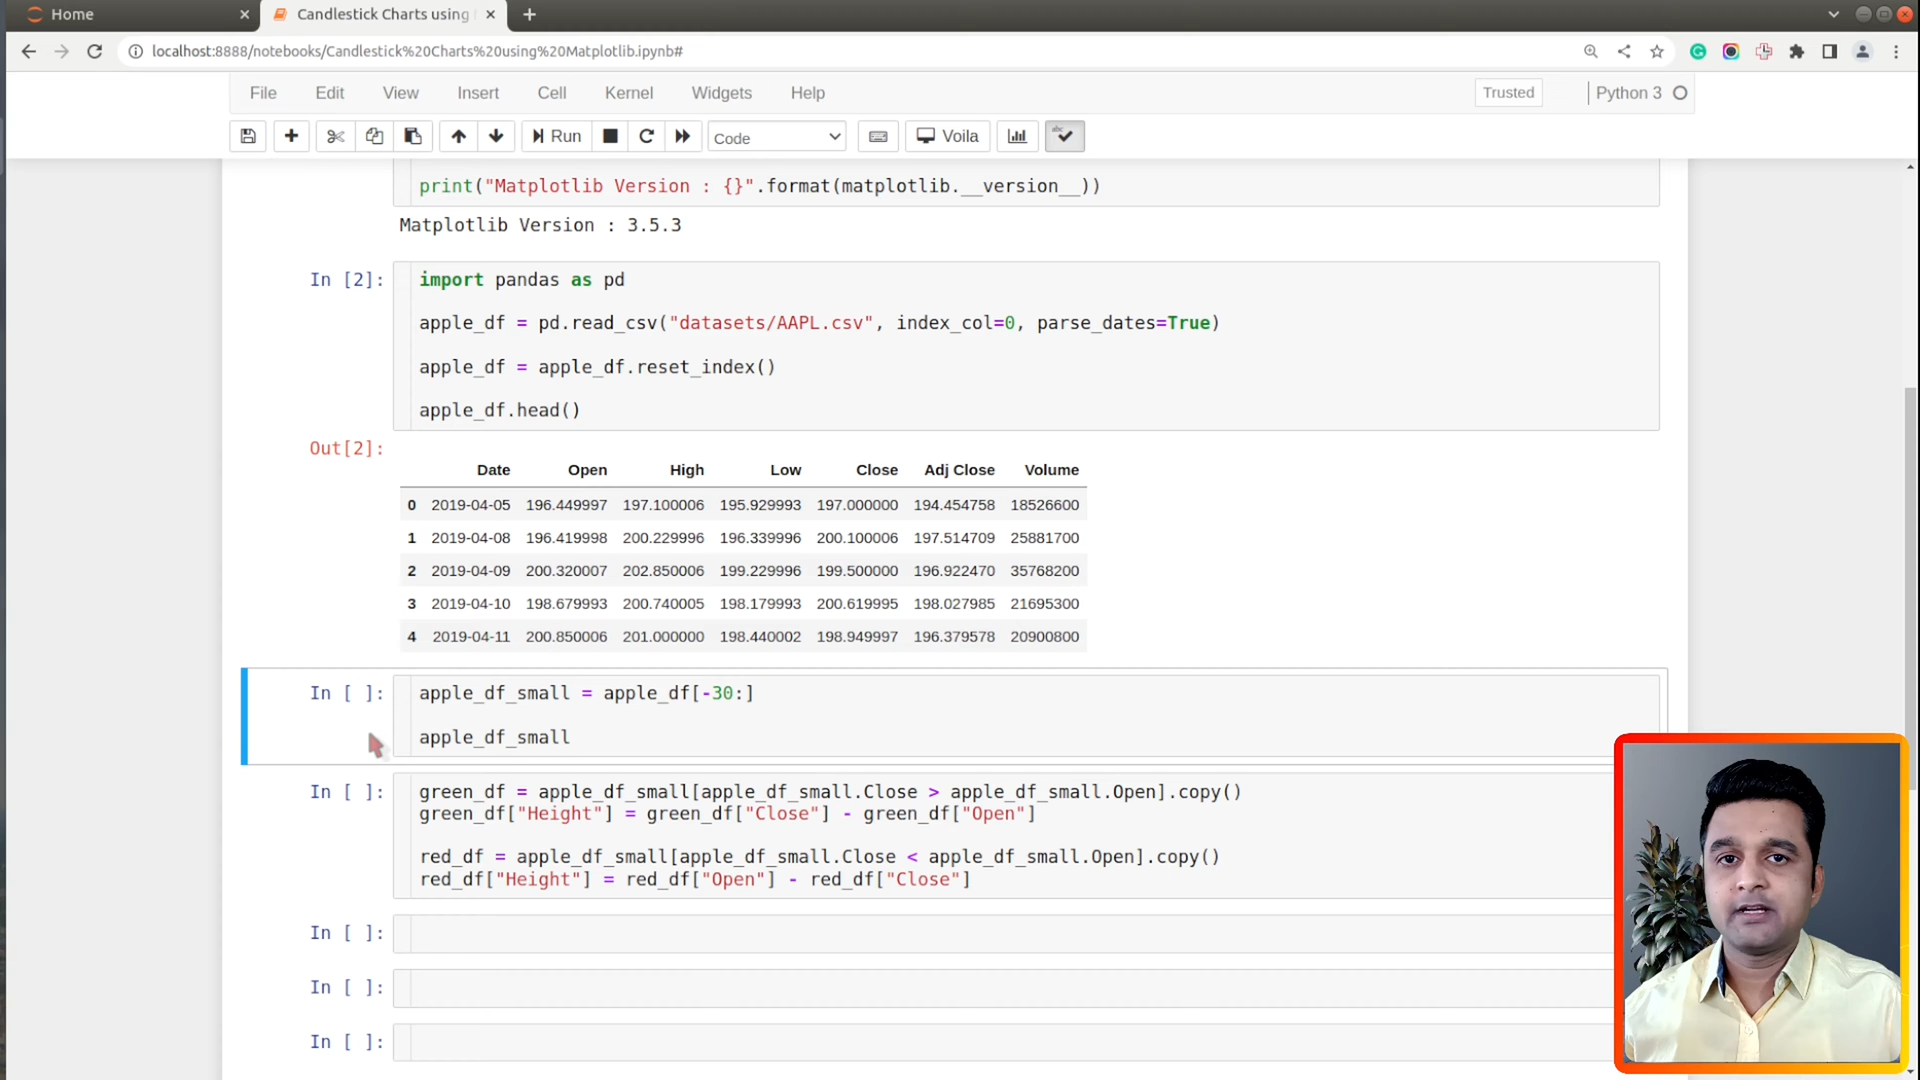 Home
Candlestick Charts using
localhost:8888/notebooks/Candlestick%20Charts%20using%20Matplotlib.ipynb#
File Edit View Insert Cell Kernel Widgets Help Trusted Python 3
Run Code Voila
print("Matplotlib Version : {}".format(matplotlib.__version__))
Matplotlib Version : 3.5.3
In [2]: import pandas as pd
apple_df = pd.read_csv("datasets/AAPL.csv", index_col=0, parse_dates=True)
apple_df = apple_df.reset_index()
apple_df.head()
Out[2]:
Date Open High Low Close Adj Close Volume
0 2019-04-05 196.449997 197.100006 195.929993 197.000000 194.454758 18526600
1 2019-04-08 196.419998 200.229996 196.339996 200.100006 197.514709 25881700
2 2019-04-09 200.320007 202.850006 199.229996 199.500000 196.922470 35768200
3 2019-04-10 198.679993 200.740005 198.179993 200.619995 198.027985 21695300
4 2019-04-11 200.850006 201.000000 198.440002 198.949997 196.379578 20900800
In [ ]: apple_df_small = apple_df[-30:]
apple_df_small
In [ ]: green_df = apple_df_small[apple_df_small.Close > apple_df_small.Open].copy()
green_df["Height"] = green_df["Close"] - green_df["Open"]
red_df = apple_df_small[apple_df_small.Close < apple_df_small.Open].copy()
red_df["Height"] = red_df["Open"] - red_df["Close"]
In [ ]:
In [ ]:
In [ ]: